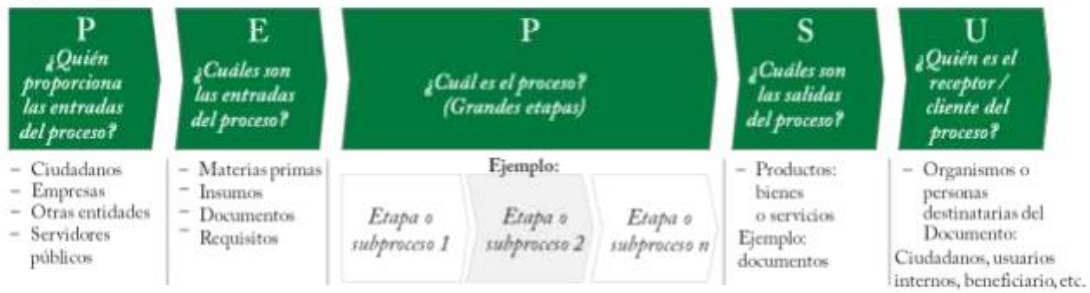 P
¿Quién
proporciona
las entradas
del proceso?
– Ciudadanos
– Empresas
– Otras entidades
– Servidores
públicos
E
¿Cuáles son
las entradas
del proceso?
– Materias primas
– Insumos
– Documentos
– Requisitos
P
¿Cuál es el proceso?
(Grandes etapas)
Ejemplo:
Etapa o
subproceso 1
Etapa o
subproceso 2
Etapa o
subproceso n
S
¿Cuáles son
las salidas
del proceso?
– Productos:
bienes
o servicios
Ejemplo:
documentos
U
¿Quién es el
receptor /
cliente del
proceso?
– Organismos o
personas
destinatarias del
Documento:
Ciudadanos, usuarios
internos, beneficiario, etc.